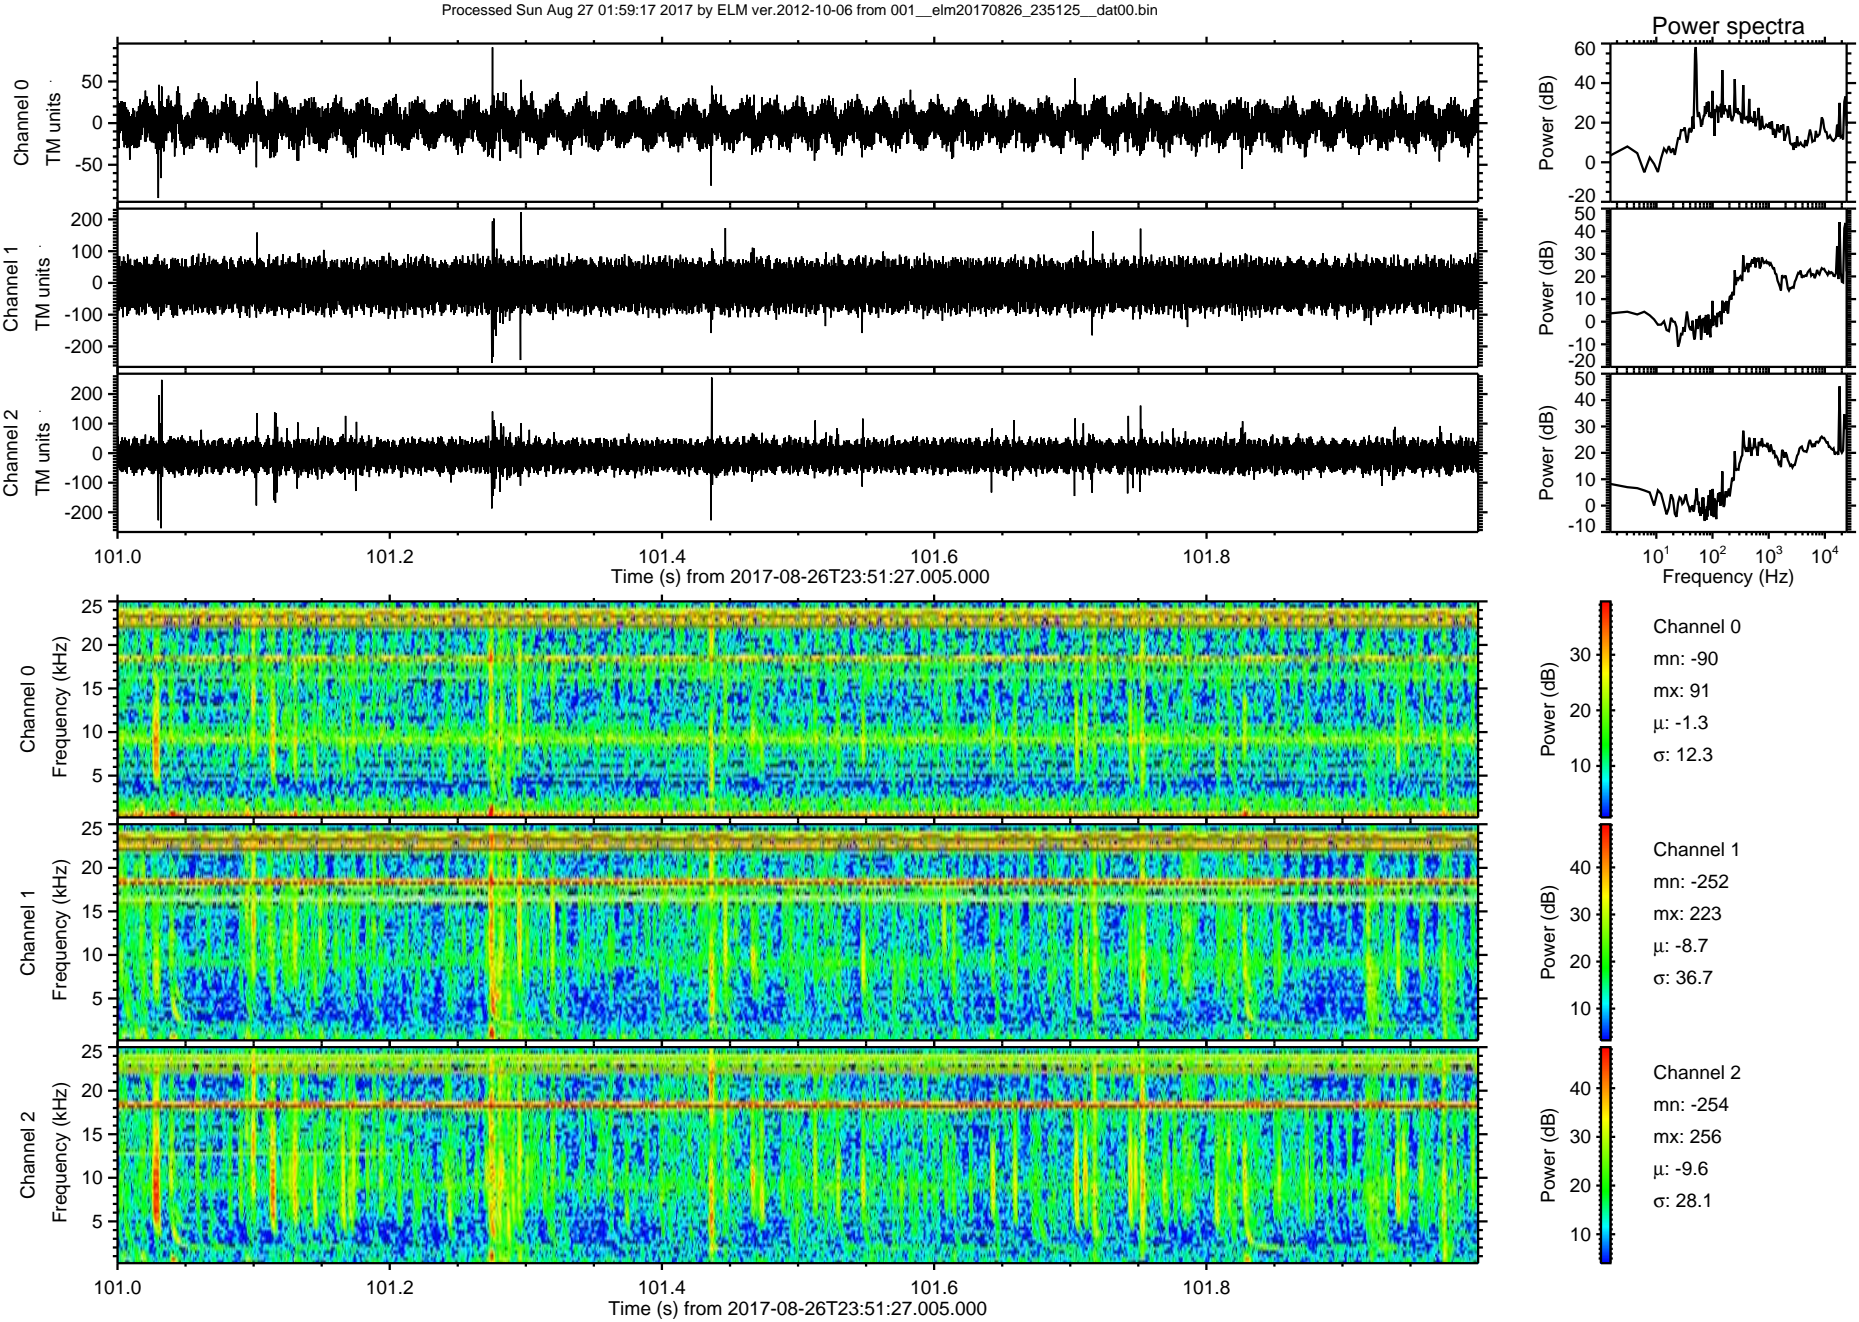 Processed Sun Aug 27 01:59:17 2017 by ELM ver.2012-10-06 from 001__elm20170826_235125__dat00.bin
Power spectra
Channel 0
TM units
50
0
-50
Power (dB)
60
40
20
0
-20
Channel 1
TM units
200
100
0
-100
-200
Power (dB)
50
40
30
20
10
0
-10
-20
Channel 2
TM units
200
100
0
-100
-200
Power (dB)
50
40
30
20
10
0
-10
101.0 101.2 101.4 101.6 101.8
Time (s) from 2017-08-26T23:51:27.005.000
10¹ 10² 10³ 10⁴
Frequency (Hz)
Channel 0
Frequency (kHz)
25
20
15
10
5
Power (dB)
30
20
10
Channel 0
mn: -90
mx: 91
μ: -1.3
σ: 12.3
Channel 1
Frequency (kHz)
25
20
15
10
5
Power (dB)
40
30
20
10
Channel 1
mn: -252
mx: 223
μ: -8.7
σ: 36.7
Channel 2
Frequency (kHz)
25
20
15
10
5
Power (dB)
40
30
20
10
Channel 2
mn: -254
mx: 256
μ: -9.6
σ: 28.1
101.0 101.2 101.4 101.6 101.8
Time (s) from 2017-08-26T23:51:27.005.000